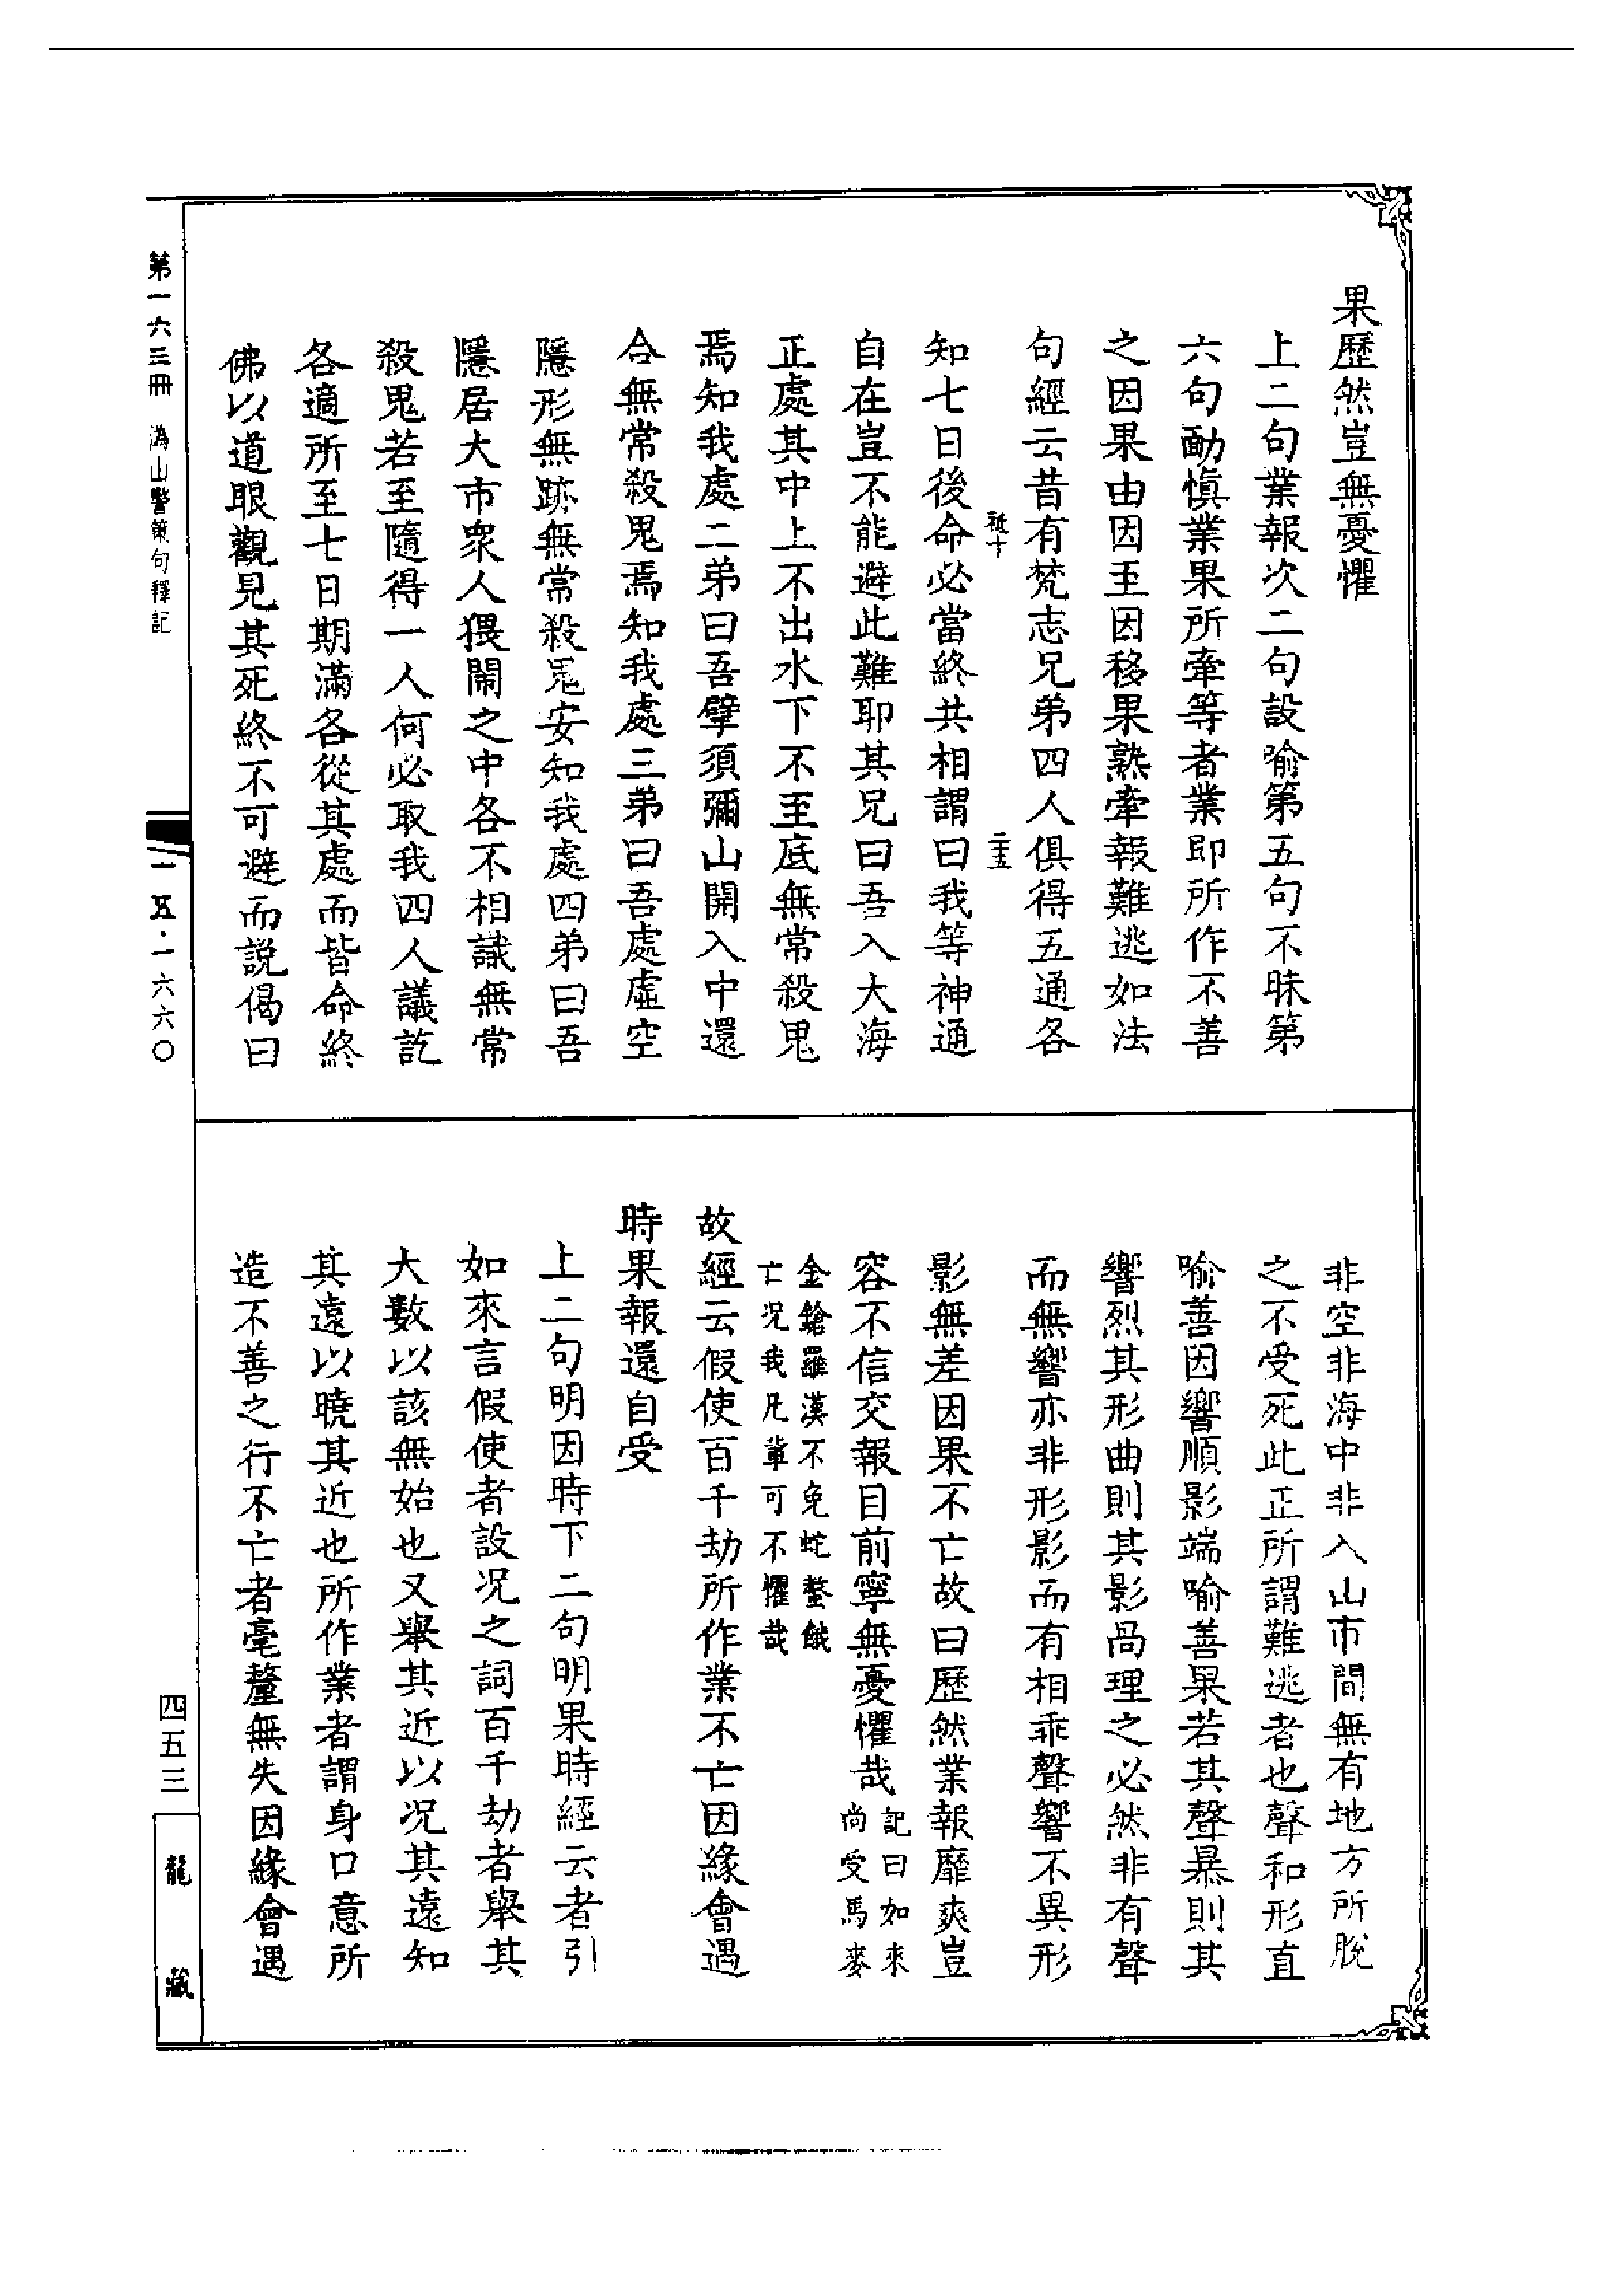 果歷然豈無憂懼
上二句業報次二句設喻第五句不昧第
六句勸慎業果所牽等者業即所作不善
之因果由因至因移果熟牽報難逃如法
句經云昔有梵志兄弟四人俱得五通各
祗十 二五
知七日後命必當終共相謂曰我等神通
自在豈不能避此難耶其兄曰吾入大海
正處其中上不出水下不至底無常殺鬼
焉知我處二弟曰吾擘須彌山開入中還
合無常殺鬼焉知我處三弟曰吾處虛空
隱形無跡無常殺鬼安知我處四弟曰吾
隱居大市衆人猥閙之中各不相識無常
殺鬼若至隨得一人何必取我四人議訖
各適所至七日期滿各從其處而皆命終
佛以道眼觀見其死終不可避而説偈曰
非空非海中非入山市間無有地方所脫
之不受死此正所謂難逃者也聲和形直
喻善因響順影端喻善果若其聲暴則其
響烈其形曲則其影咼理之必然非有聲
而無響亦非形影而有相乖聲響不異形
影無差因果不亡故曰歷然業報靡爽豈
容不信交報目前寧無憂懼哉記曰如來
尚受馬麥
金鎗羅漢不免蛇螫餓
亡况我凡輩可不懼哉
故經云假使百千劫所作業不亡因緣會遇
時果報還自受
上二句明因時下二句明果時經云者引
如來言假使者設况之詞百千劫者舉其
大數以該無始也又舉其近以况其遠知
其遠以曉其近也所作業者謂身口意所
造不善之行不亡者毫釐無失因緣會遇
第一六三冊 溈山警策句釋記
一五·一六六〇
四五三
龍藏